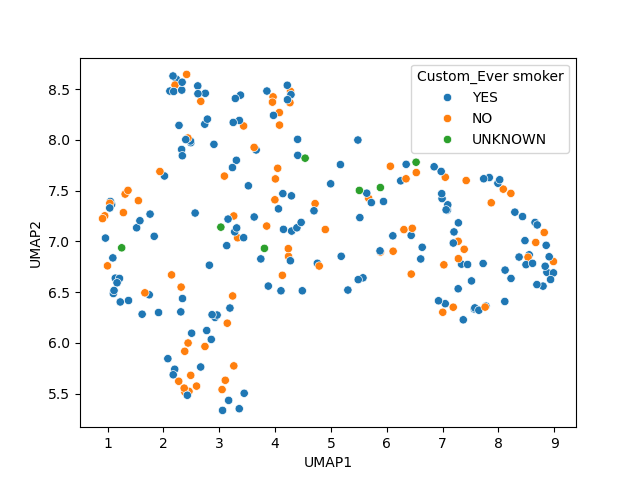 Custom_Ever smoker
YES
NO
UNKNOWN
8.5
8.0
7.5
7.0
6.5
6.0
5.5
UMAP2
1 2 3 4 5 6 7 8 9
UMAP1